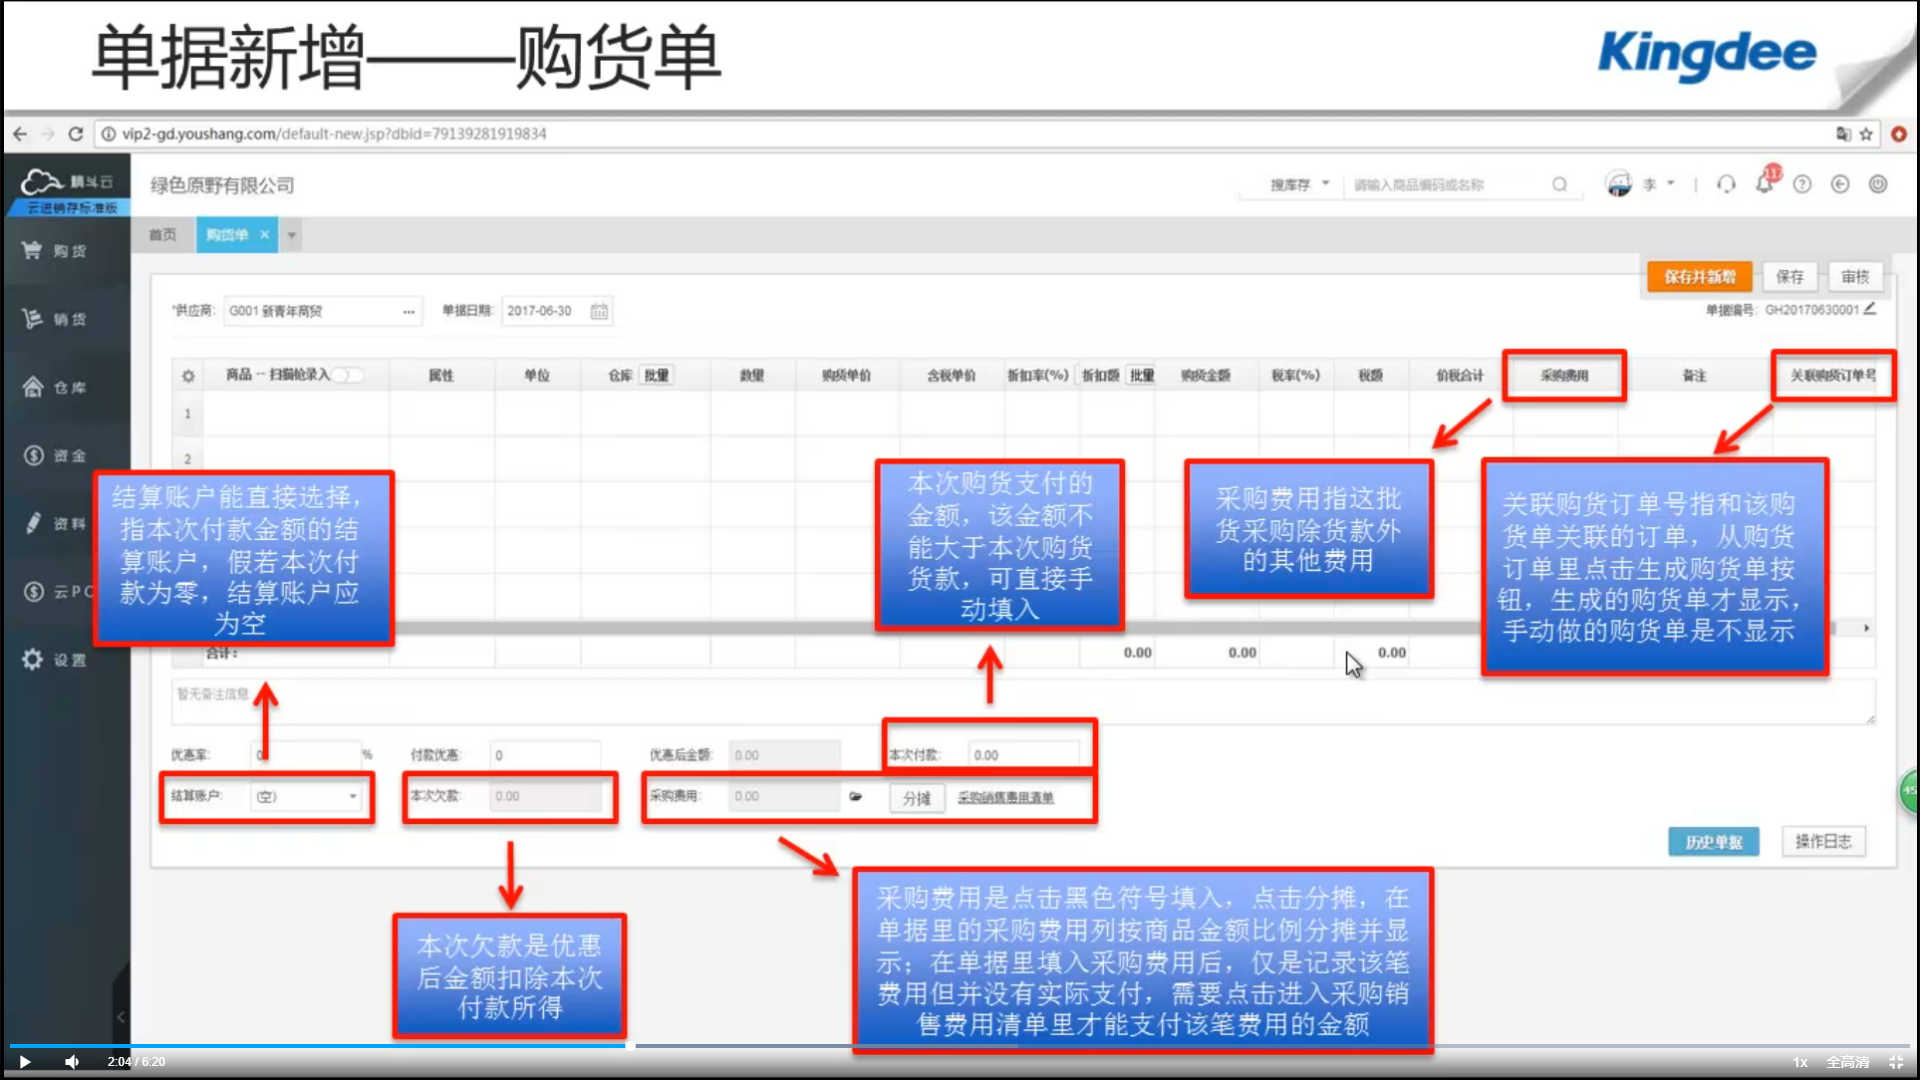 单据新增——购货单
Kingdee
vip2-gd.youshang.com/default-new.jsp?dbid=79139281919834
精斗云
云进销存标准版
绿色原野有限公司
搜库存
请输入商品编码或名称
李
11
首页
购货单
购货
销货
仓库
资金
资料
云PO
设置
保存并新增
保存
审核
*供应商:
G001 新青年商贸
...
单据日期:
2017-06-30
单据编号: GH20170630001
商品 -- 扫描枪录入
属性
单位
仓库
批量
数量
购货单价
含税单价
折扣率(%)
折扣额
批量
购货金额
税率(%)
税额
价税合计
采购费用
备注
关联购货订单号
1
2
结算账户能直接选择，
指本次付款金额的结
算账户，假若本次付
款为零，结算账户应
为空
本次购货支付的
金额，该金额不
能大于本次购货
货款，可直接手
动填入
采购费用指这批
货采购除货款外
的其他费用
关联购货订单号指和该购
货单关联的订单，从购货
订单里点击生成购货单按
钮，生成的购货单才显示，
手动做的购货单是不显示
合计:
0.00
0.00
0.00
暂无备注信息
优惠率:
0
%
付款优惠:
0
优惠后金额:
0.00
本次付款:
0.00
结算账户:
(空)
本次欠款:
0.00
采购费用:
0.00
分摊
采购销售费用清单
历史单据
操作日志
45
本次欠款是优惠
后金额扣除本次
付款所得
采购费用是点击黑色符号填入，点击分摊，在
单据里的采购费用列按商品金额比例分摊并显
示；在单据里填入采购费用后，仅是记录该笔
费用但并没有实际支付，需要点击进入采购销
售费用清单里才能支付该笔费用的金额
2:04 / 6:20
1x
全高清